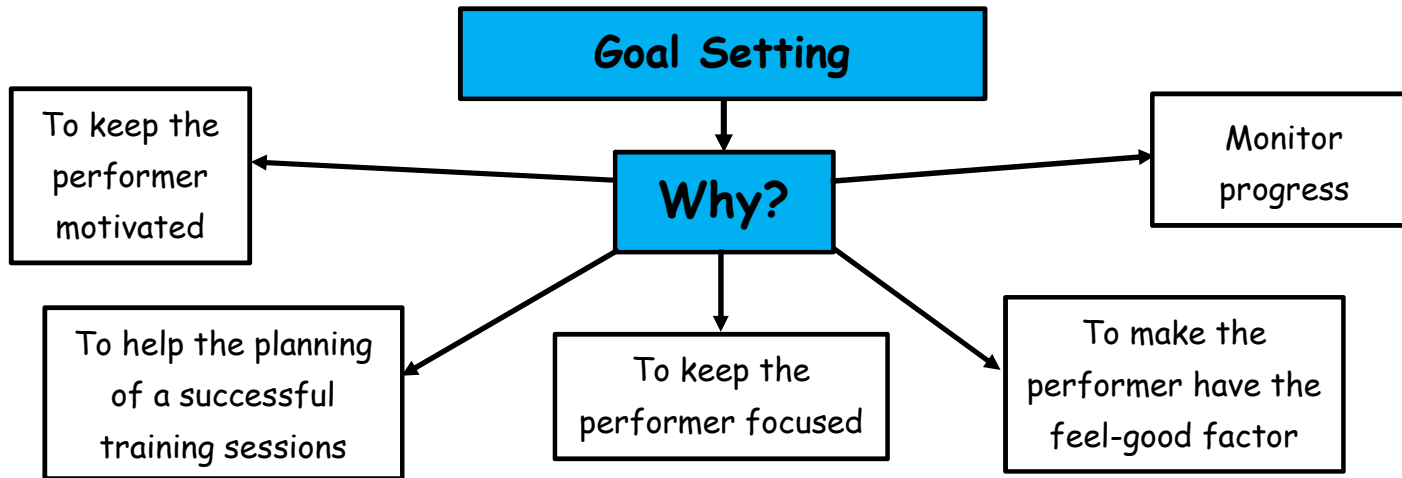 Goal Setting
Why?
To keep the
performer
motivated
Monitor
progress
To help the planning
of a successful
training sessions
To keep the
performer focused
To make the
performer have the
feel-good factor